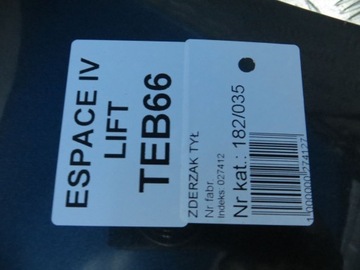 ESPACE IV
LIFT
TEB66
ZDERZAK TYŁ
Nr fabr.
Indeks: 027412
Nr kat.: 182/035